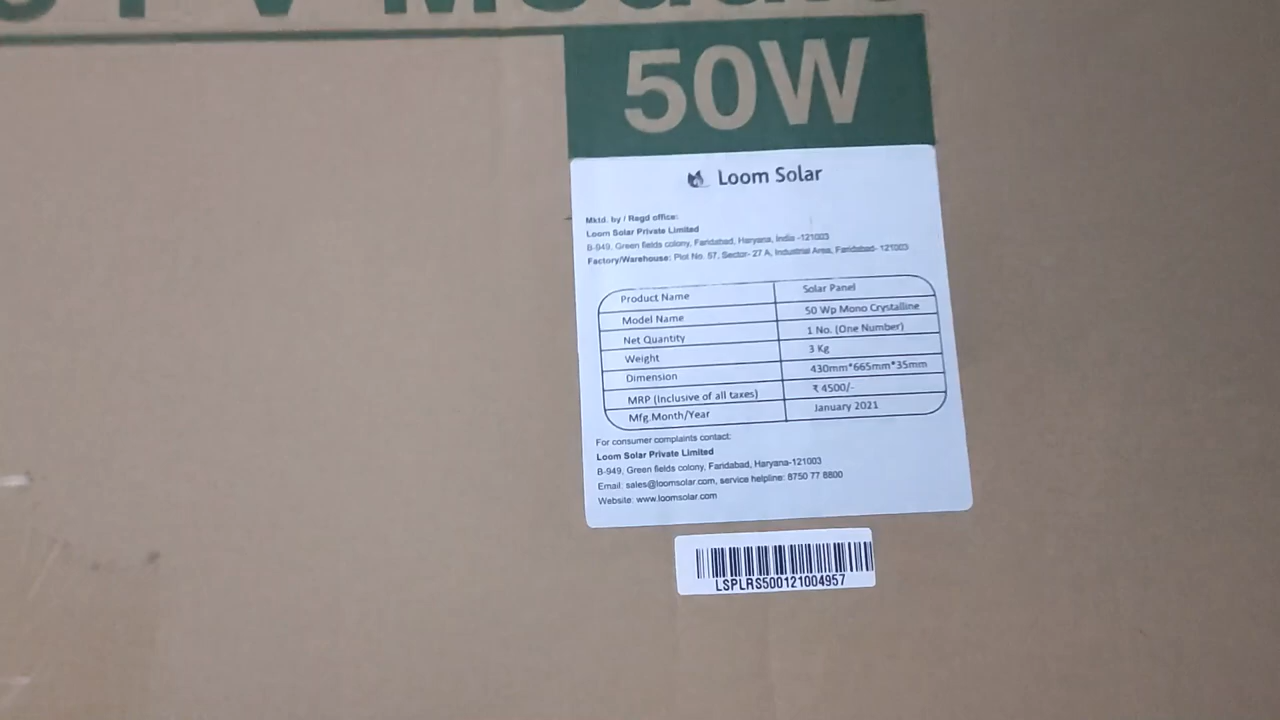 PV Module
50W
Loom Solar
Mktd. by / Regd office:
Loom Solar Private Limited
B-949, Green fields colony, Faridabad, Haryana, India -121003
Factory/Warehouse: Plot No. 57, Sector- 27 A, Industrial Area, Faridabad- 121003
Product Name Solar Panel
Model Name 50 Wp Mono Crystalline
Net Quantity 1 No. (One Number)
Weight 3 Kg
Dimension 430mm*665mm*35mm
MRP (Inclusive of all taxes) ₹ 4500/-
Mfg.Month/Year January 2021
For consumer complaints contact:
Loom Solar Private Limited
B-949, Green fields colony, Faridabad, Haryana-121003
Email: sales@loomsolar.com, service helpline: 8750 77 8800
Website: www.loomsolar.com
LSPLRS500121004957